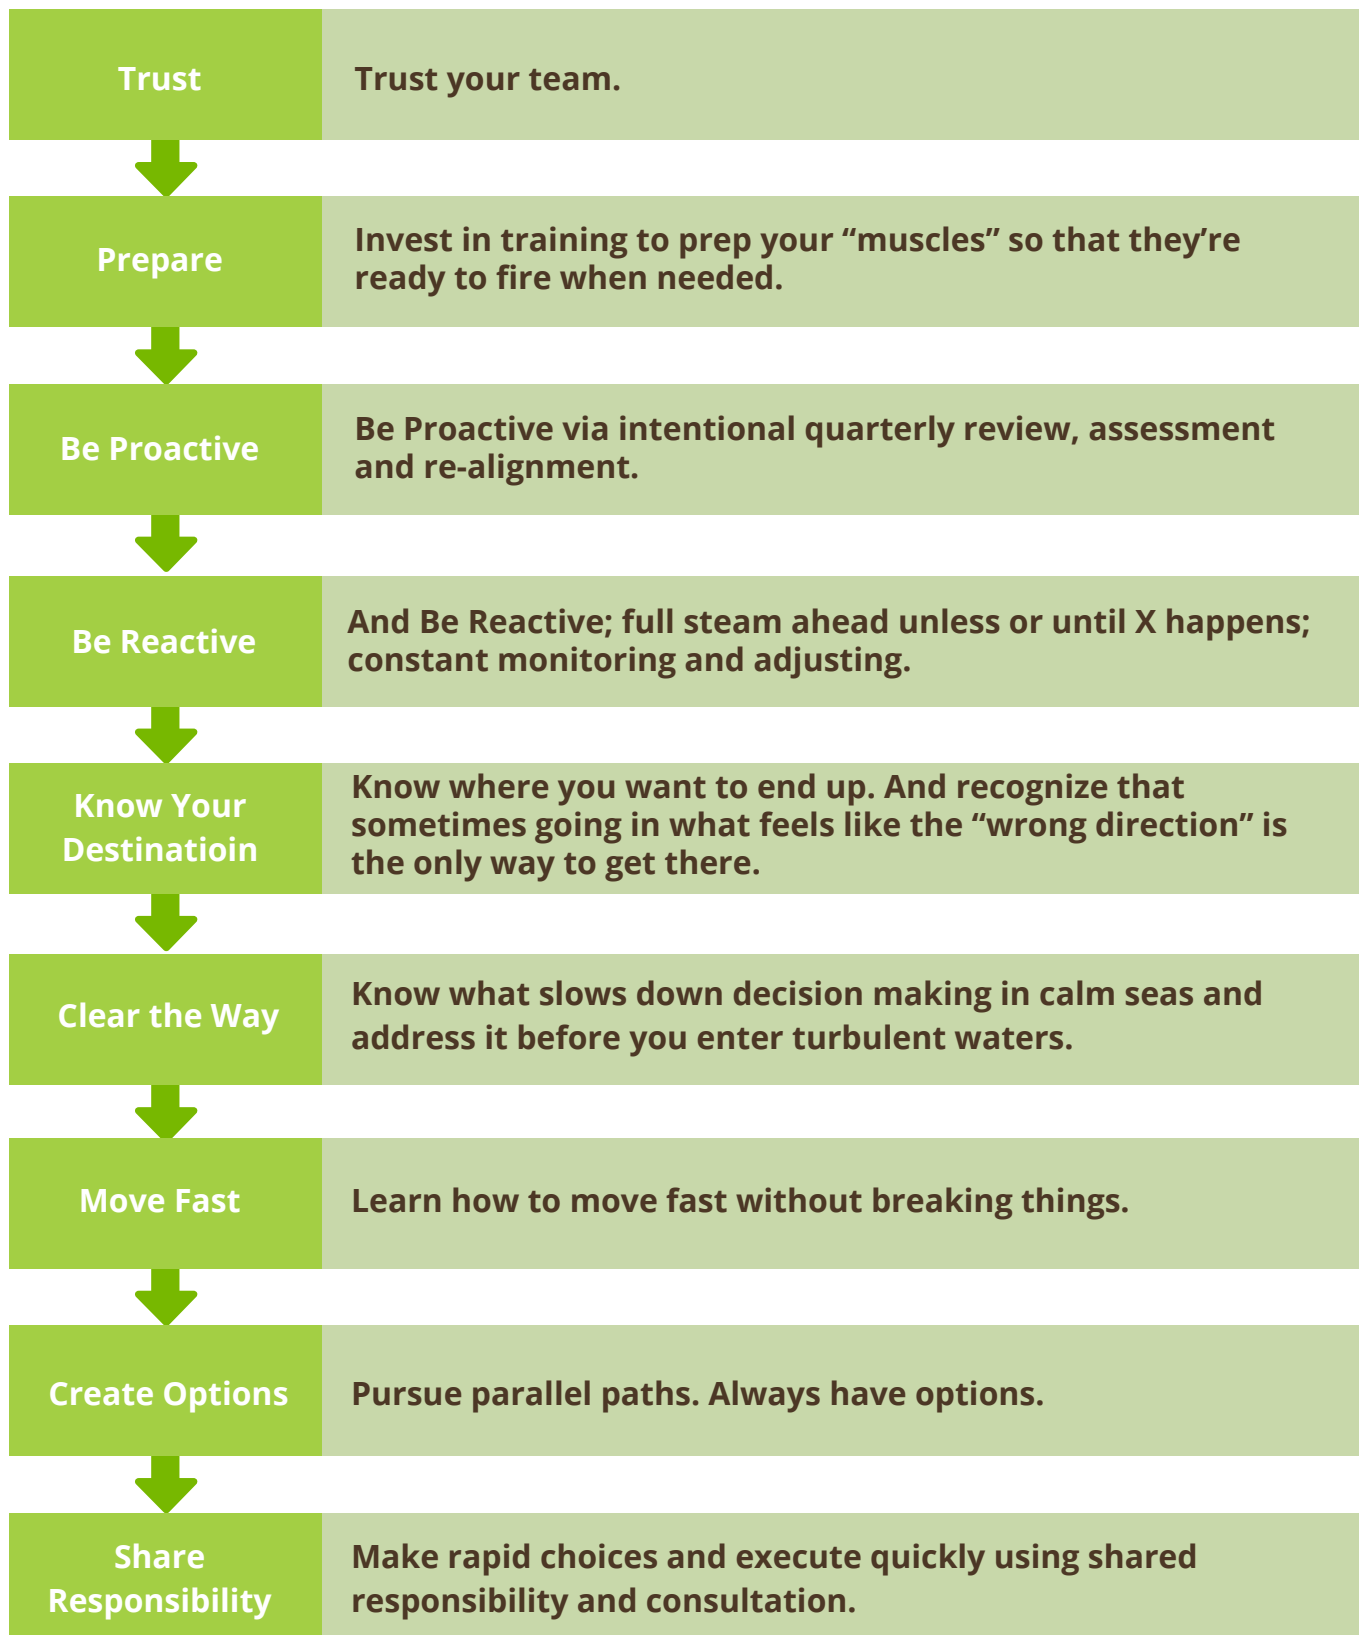 Trust
Trust your team.
Prepare
Invest in training to prep your “muscles” so that they’re
ready to fire when needed.
Be Proactive
Be Proactive via intentional quarterly review, assessment
and re-alignment.
Be Reactive
And Be Reactive; full steam ahead unless or until X happens;
constant monitoring and adjusting.
Know Your
Destinatioin
Know where you want to end up. And recognize that
sometimes going in what feels like the “wrong direction” is
the only way to get there.
Clear the Way
Know what slows down decision making in calm seas and
address it before you enter turbulent waters.
Move Fast
Learn how to move fast without breaking things.
Create Options
Pursue parallel paths. Always have options.
Share
Responsibility
Make rapid choices and execute quickly using shared
responsibility and consultation.